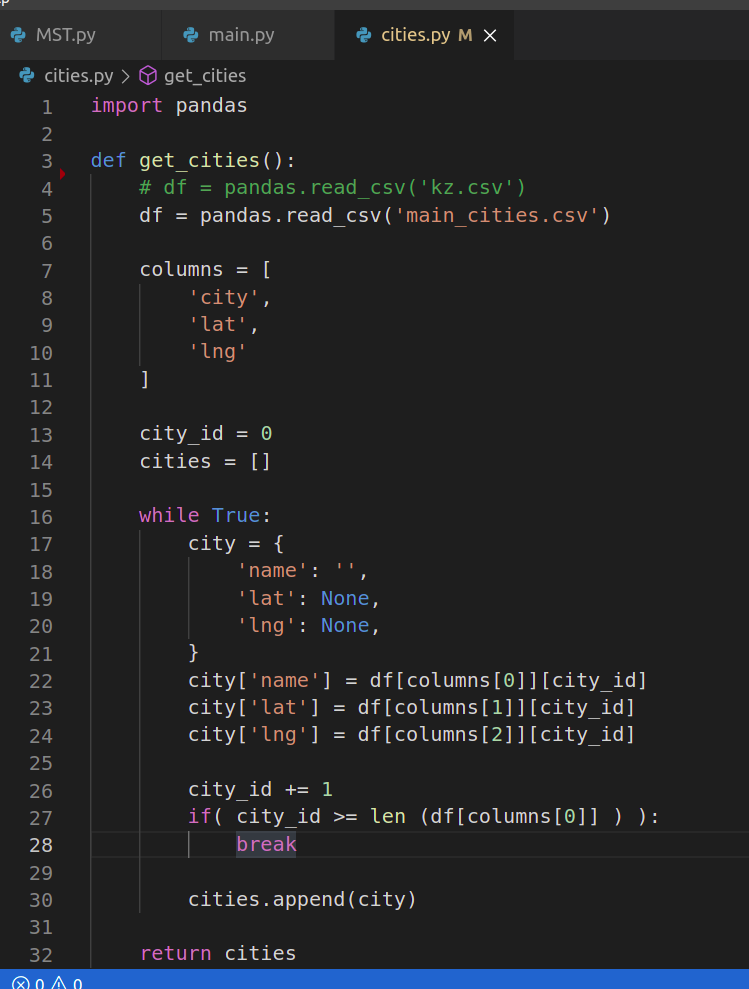 MST.py main.py cities.py M
cities.py > get_cities
1 import pandas
2
3 def get_cities():
4 # df = pandas.read_csv('kz.csv')
5 df = pandas.read_csv('main_cities.csv')
6
7 columns = [
8 'city',
9 'lat',
10 'lng'
11 ]
12
13 city_id = 0
14 cities = []
15
16 while True:
17 city = {
18 'name': '',
19 'lat': None,
20 'lng': None,
21 }
22 city['name'] = df[columns[0]][city_id]
23 city['lat'] = df[columns[1]][city_id]
24 city['lng'] = df[columns[2]][city_id]
25
26 city_id += 1
27 if( city_id >= len (df[columns[0]] ) ):
28 break
29
30 cities.append(city)
31
32 return cities
0 0